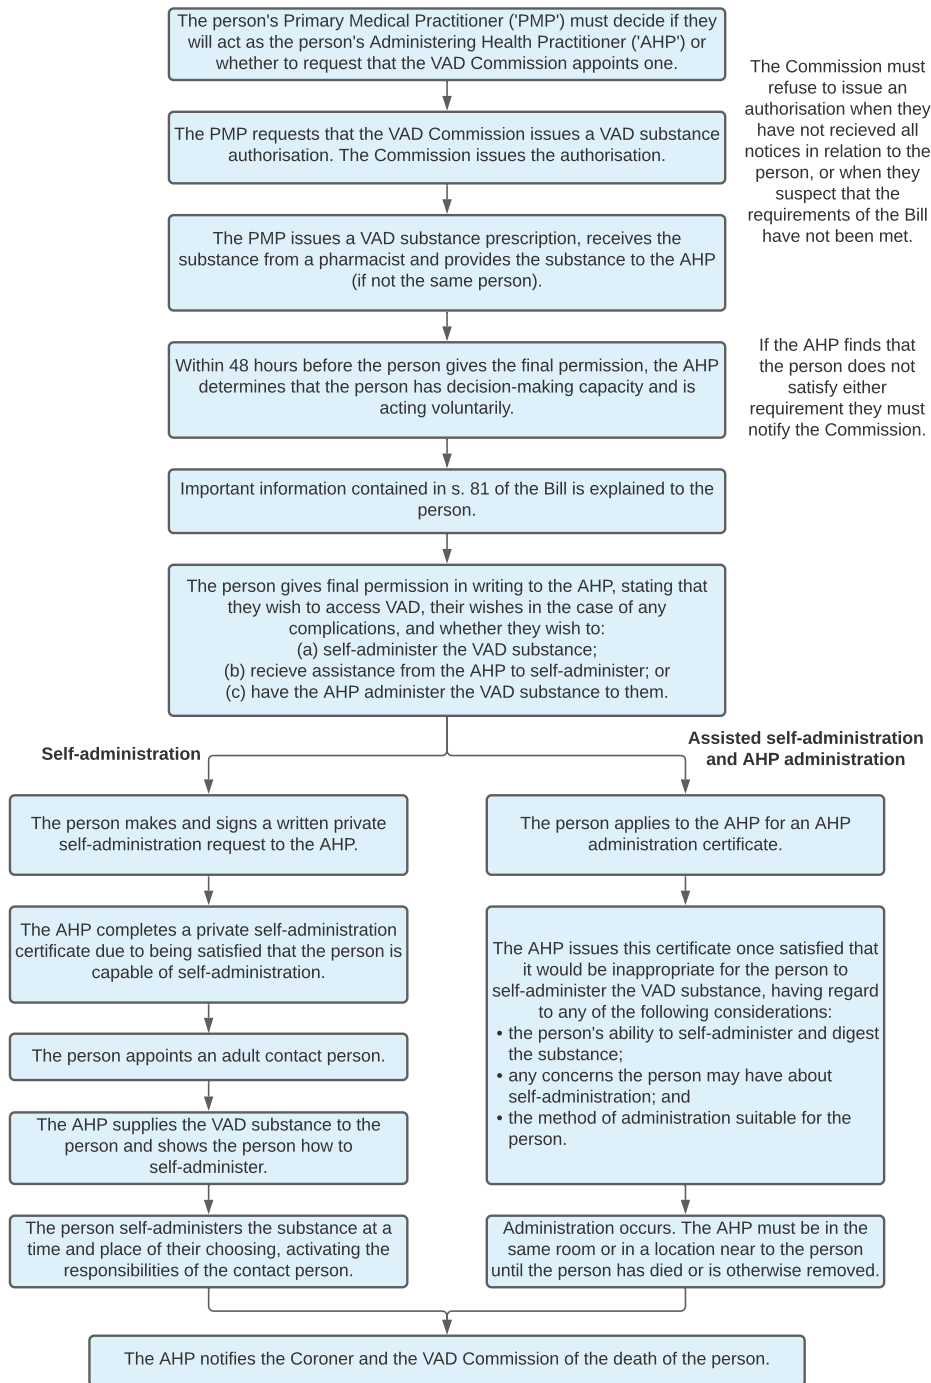 The person's Primary Medical Practitioner ('PMP') must decide if they
will act as the person's Administering Health Practitioner ('AHP') or
whether to request that the VAD Commission appoints one.
The Commission must
refuse to issue an
authorisation when they
have not recieved all
notices in relation to the
person, or when they
suspect that the
requirements of the Bill
have not been met.
The PMP requests that the VAD Commission issues a VAD substance
authorisation. The Commission issues the authorisation.
The PMP issues a VAD substance prescription, receives the
substance from a pharmacist and provides the substance to the AHP
(if not the same person).
Within 48 hours before the person gives the final permission, the AHP
determines that the person has decision-making capacity and is
acting voluntarily.
If the AHP finds that
the person does not
satisfy either
requirement they must
notify the Commission.
Important information contained in s. 81 of the Bill is explained to the
person.
The person gives final permission in writing to the AHP, stating that
they wish to access VAD, their wishes in the case of any
complications, and whether they wish to:
(a) self-administer the VAD substance;
(b) recieve assistance from the AHP to self-administer; or
(c) have the AHP administer the VAD substance to them.
Self-administration
The person makes and signs a written private
self-administration request to the AHP.
The AHP completes a private self-administration
certificate due to being satisfied that the person is
capable of self-administration.
The person appoints an adult contact person.
The AHP supplies the VAD substance to the
person and shows the person how to
self-administer.
The person self-administers the substance at a
time and place of their choosing, activating the
responsibilities of the contact person.
Assisted self-administration
and AHP administration
The person applies to the AHP for an AHP
administration certificate.
The AHP issues this certificate once satisfied that
it would be inappropriate for the person to
self-administer the VAD substance, having regard
to any of the following considerations:
• the person's ability to self-administer and digest
the substance;
• any concerns the person may have about
self-administration; and
• the method of administration suitable for the
person.
Administration occurs. The AHP must be in the
same room or in a location near to the person
until the person has died or is otherwise removed.
The AHP notifies the Coroner and the VAD Commission of the death of the person.